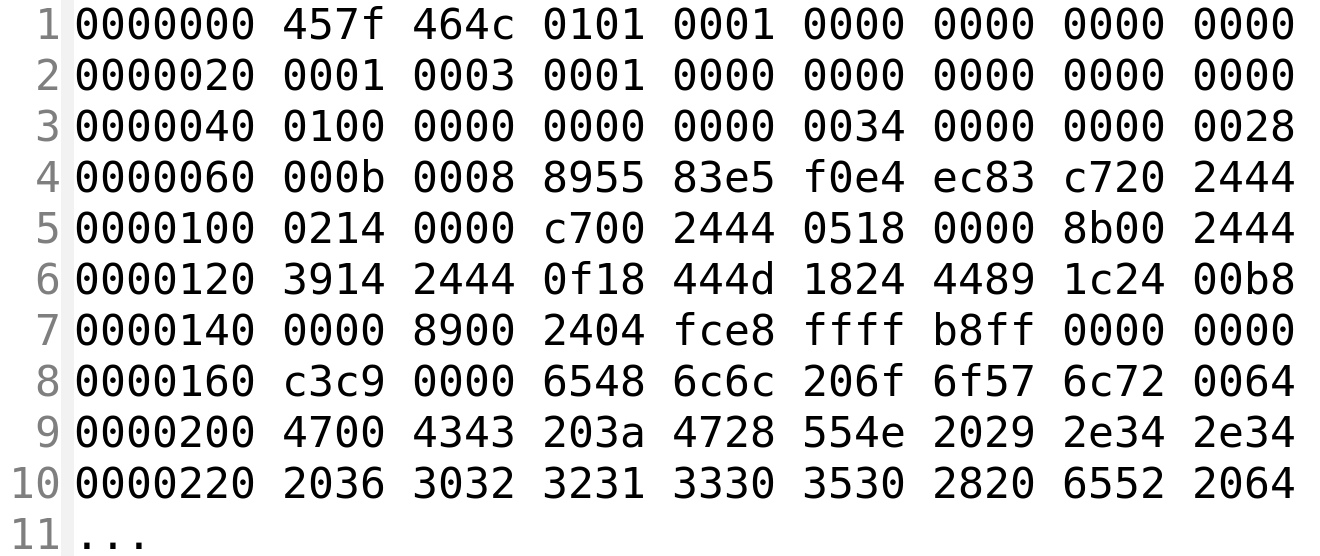 1 0000000 457f 464c 0101 0001 0000 0000 0000 0000
2 0000020 0001 0003 0001 0000 0000 0000 0000 0000
3 0000040 0100 0000 0000 0000 0034 0000 0000 0028
4 0000060 000b 0008 8955 83e5 f0e4 ec83 c720 2444
5 0000100 0214 0000 c700 2444 0518 0000 8b00 2444
6 0000120 3914 2444 0f18 444d 1824 4489 1c24 00b8
7 0000140 0000 8900 2404 fce8 ffff b8ff 0000 0000
8 0000160 c3c9 0000 6548 6c6c 206f 6f57 6c72 0064
9 0000200 4700 4343 203a 4728 554e 2029 2e34 2e34
10 0000220 2036 3032 3231 3330 3530 2820 6552 2064
11 ...